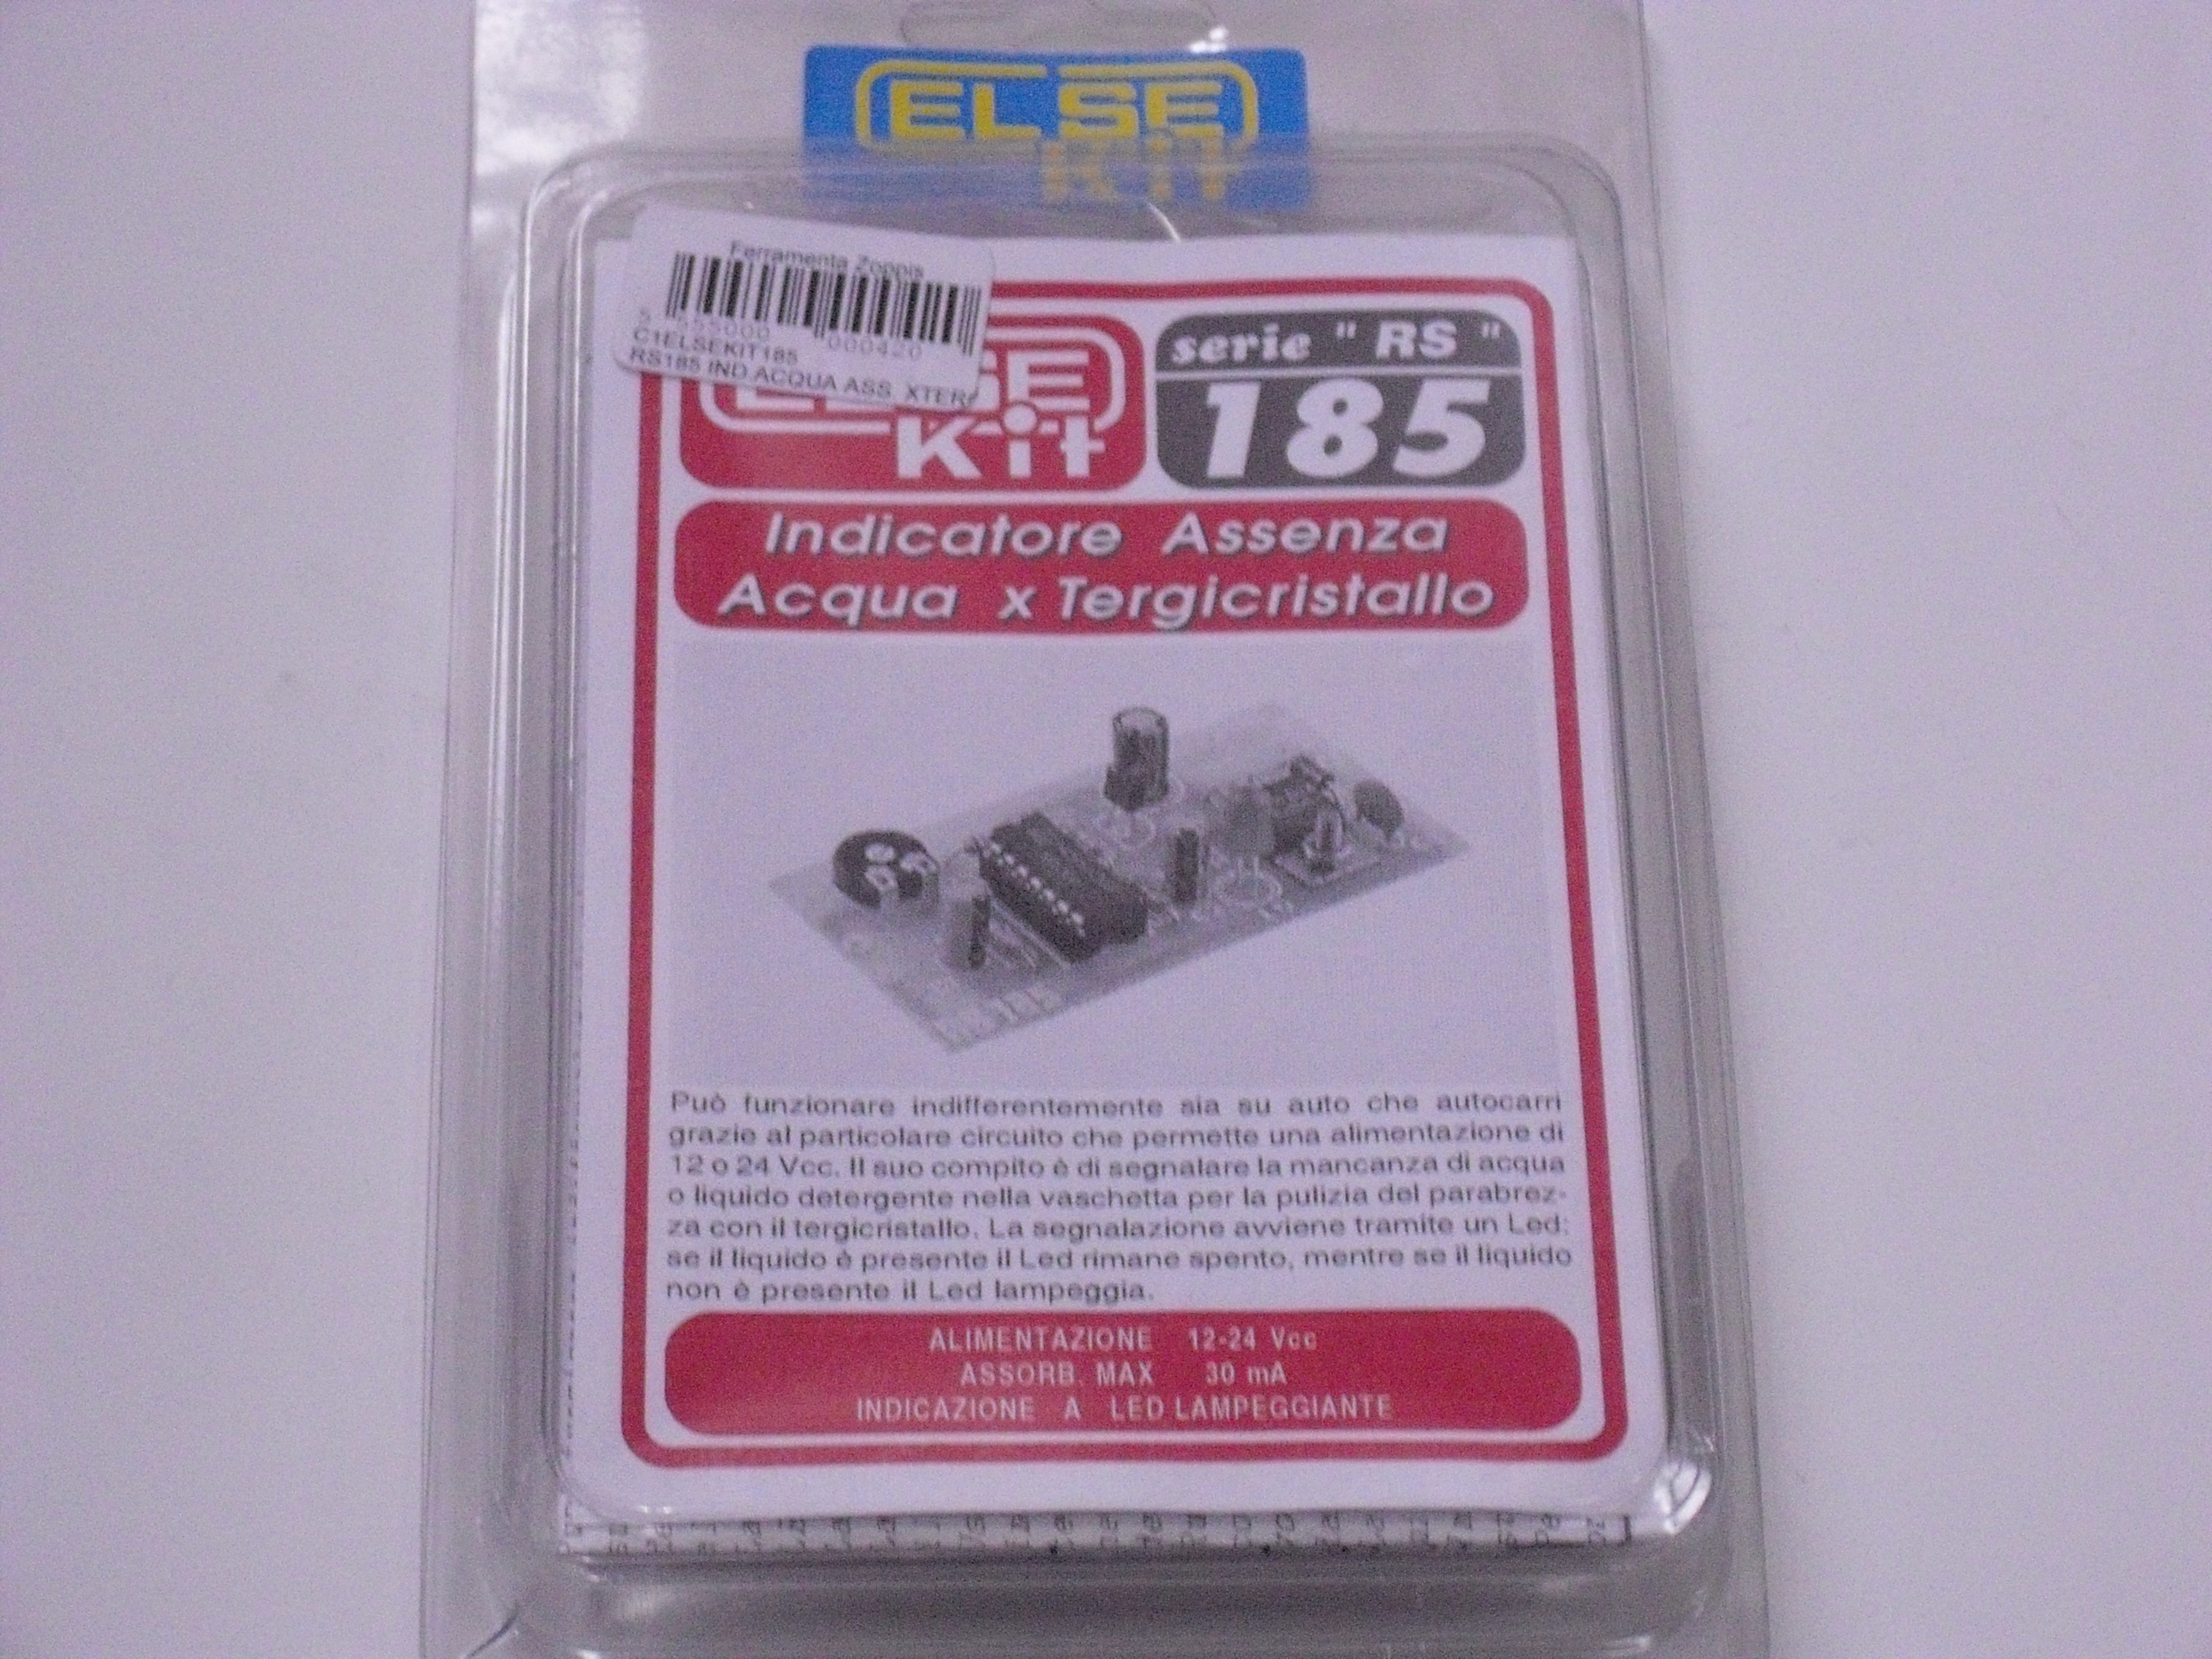 ELSE
Kit
Ferramenta Zoppis
000420
C1ELSEKIT185
RS185 IND.ACQUA ASS. XTER
Kit
serie " RS "
185
Indicatore Assenza
Acqua x Tergicristallo
Può funzionare indifferentemente sia su auto che autocarri
grazie al particolare circuito che permette una alimentazione di
12 o 24 Vcc. Il suo compito è di segnalare la mancanza di acqua
o liquido detergente nella vaschetta per la pulizia del parabrez-
za con il tergicristallo. La segnalazione avviene tramite un Led:
se il liquido è presente il Led rimane spento, mentre se il liquido
non è presente il Led lampeggia.
ALIMENTAZIONE 12-24 Vcc
ASSORB. MAX 30 mA
INDICAZIONE A LED LAMPEGGIANTE